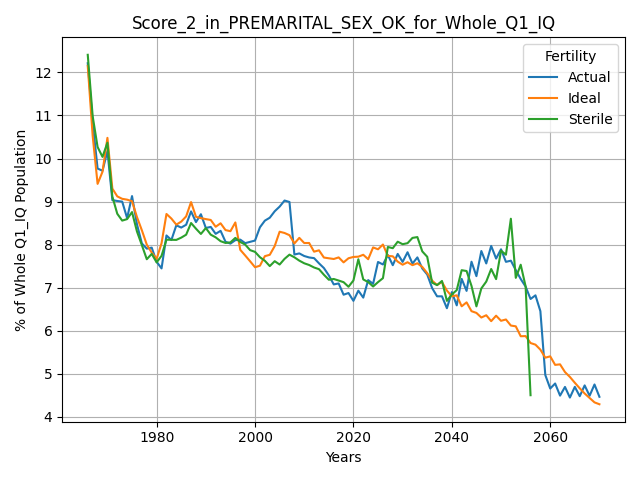 Score_2_in_PREMARITAL_SEX_OK_for_Whole_Q1_IQ
% of Whole Q1_IQ Population
12
11
10
9
8
7
6
5
4
Fertility
Actual
Ideal
Sterile
1980 2000 2020 2040 2060
Years